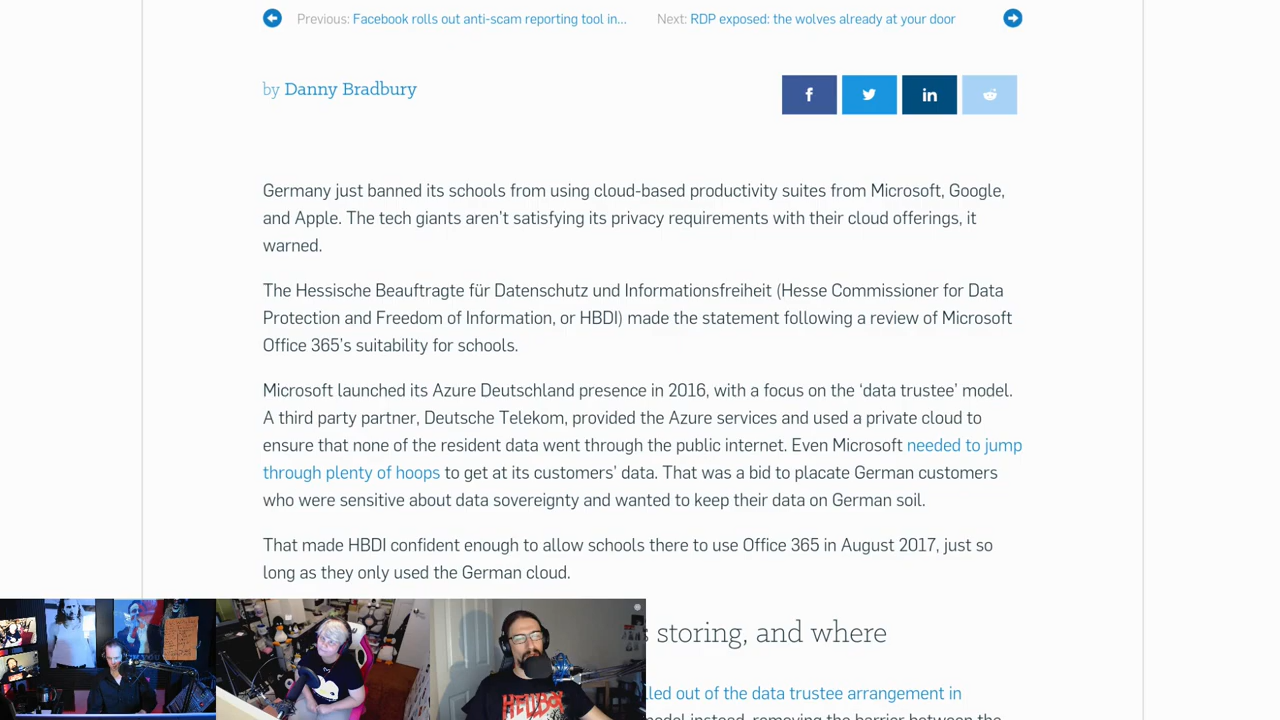 Previous: Facebook rolls out anti-scam reporting tool in... Next: RDP exposed: the wolves already at your door
by Danny Bradbury
f in
Germany just banned its schools from using cloud-based productivity suites from Microsoft, Google,
and Apple. The tech giants aren't satisfying its privacy requirements with their cloud offerings, it
warned.
The Hessische Beauftragte für Datenschutz und Informationsfreiheit (Hesse Commissioner for Data
Protection and Freedom of Information, or HBDI) made the statement following a review of Microsoft
Office 365's suitability for schools.
Microsoft launched its Azure Deutschland presence in 2016, with a focus on the ‘data trustee’ model.
A third party partner, Deutsche Telekom, provided the Azure services and used a private cloud to
ensure that none of the resident data went through the public internet. Even Microsoft needed to jump
through plenty of hoops to get at its customers’ data. That was a bid to placate German customers
who were sensitive about data sovereignty and wanted to keep their data on German soil.
That made HBDI confident enough to allow schools there to use Office 365 in August 2017, just so
long as they only used the German cloud.
storing, and where
out of the data trustee arrangement in
instead, removing the barrier between the
HELLBOY